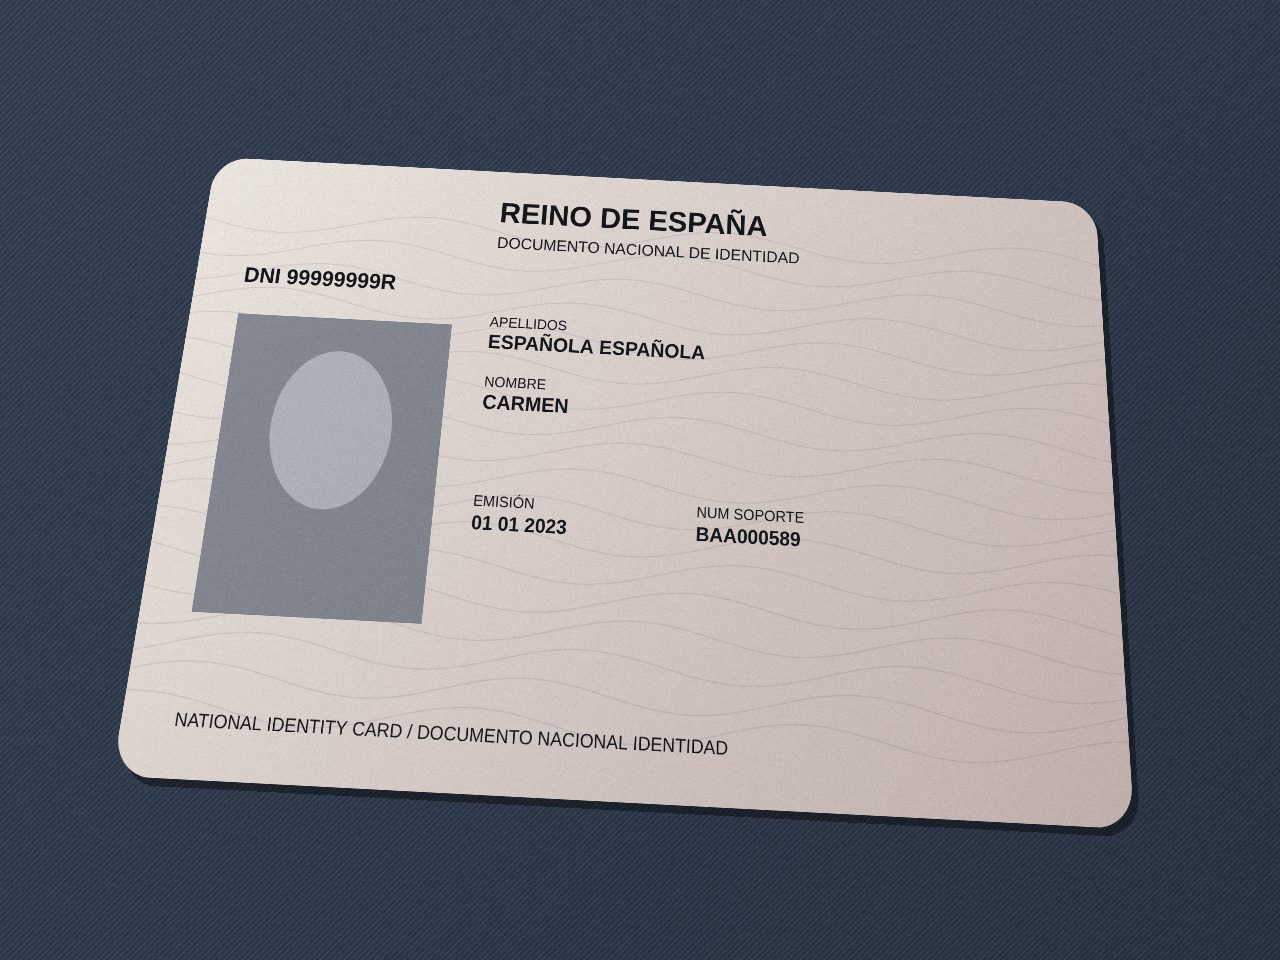 REINO DE ESPAÑA
DOCUMENTO NACIONAL DE IDENTIDAD
DNI 99999999R
APELLIDOS
ESPAÑOLA ESPAÑOLA
NOMBRE
CARMEN
EMISIÓN
01 01 2023
NUM SOPORTE
BAA000589
NATIONAL IDENTITY CARD / DOCUMENTO NACIONAL IDENTIDAD